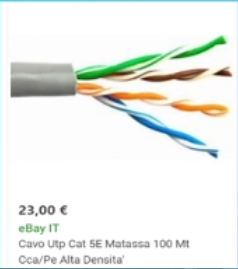 23,00 €
eBay IT
Cavo Utp Cat 5E Matassa 100 Mt
Cca/Pe Alta Densita'